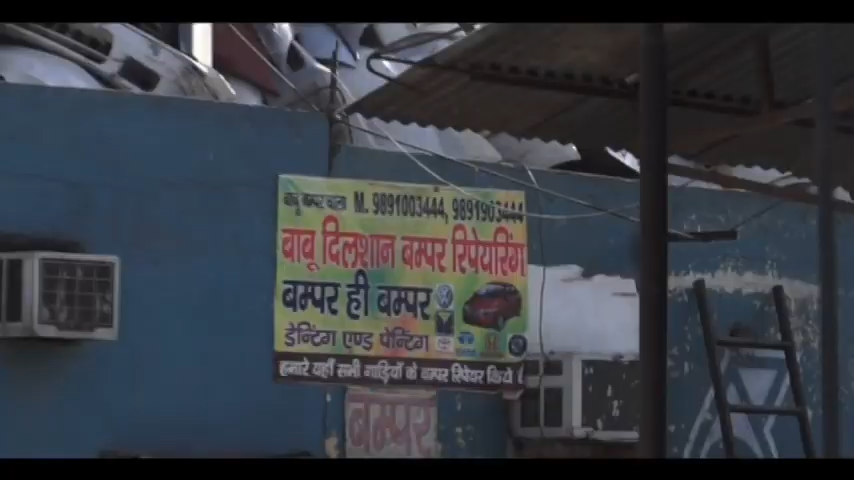 बाबू बम्पर वाला M. 9891003444, 9891903444
बाबू दिलशान बम्पर रिपेयरिंग
बम्पर ही बम्पर
डेन्टिंग एण्ड पेन्टिंग
हमारे यहाँ सभी गाड़ियों के बम्पर रिपेयर किये
बम्पर